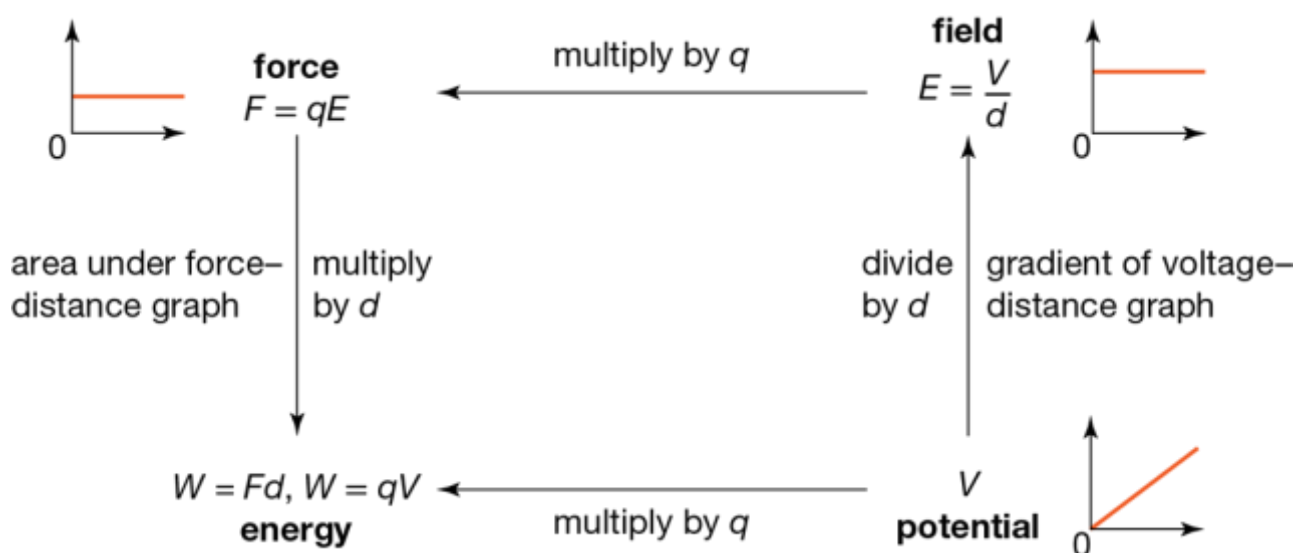 force
F = qE
0
multiply by q
field
E = V/d
0
area under force–
distance graph
multiply
by d
divide
by d
gradient of voltage–
distance graph
W = Fd, W = qV
energy
multiply by q
V
potential
0